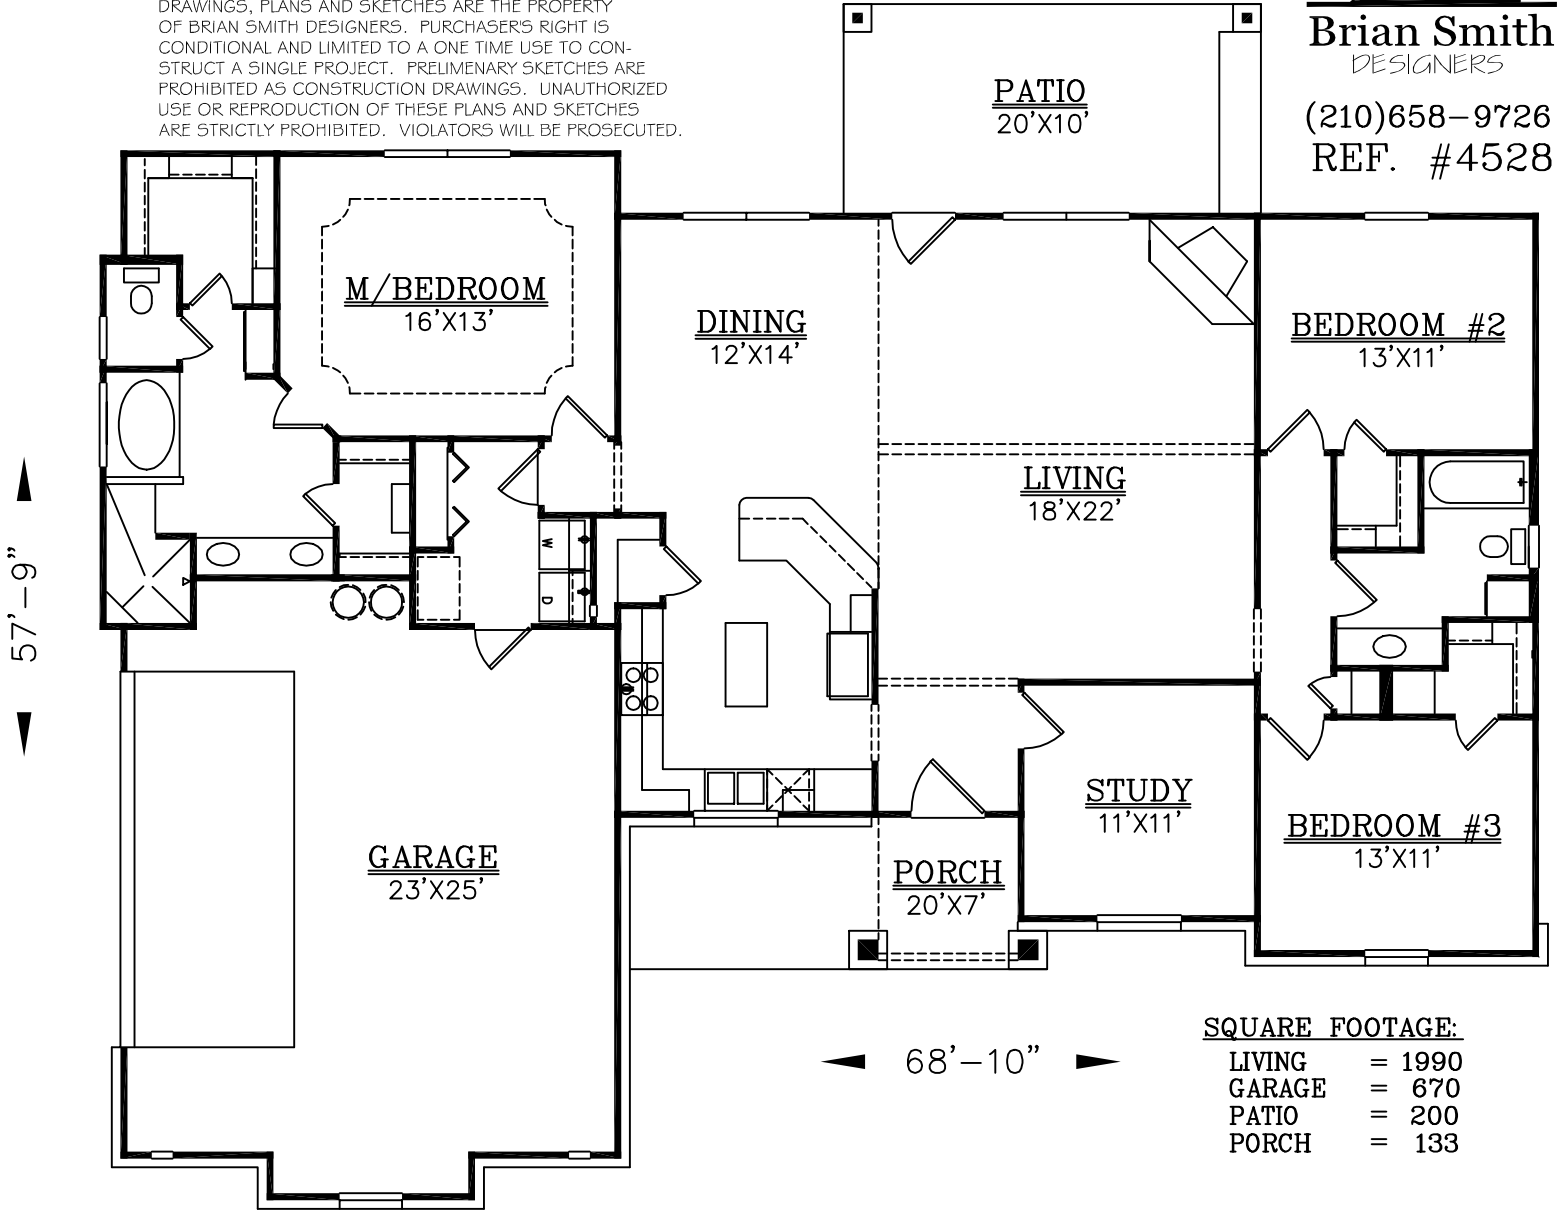 DRAWINGS, PLANS AND SKETCHES ARE THE PROPERTY
OF BRIAN SMITH DESIGNERS. PURCHASER'S RIGHT IS
CONDITIONAL AND LIMITED TO A ONE TIME USE TO CON-
STRUCT A SINGLE PROJECT. PRELIMENARY SKETCHES ARE
PROHIBITED AS CONSTRUCTION DRAWINGS. UNAUTHORIZED
USE OR REPRODUCTION OF THESE PLANS AND SKETCHES
ARE STRICTLY PROHIBITED. VIOLATORS WILL BE PROSECUTED.
Brian Smith
DESIGNERS
(210)658-9726
REF. #4528
PATIO
20'X10'
M/BEDROOM
16'X13'
DINING
12'X14'
BEDROOM #2
13'X11'
LIVING
18'X22'
W
D
57'-9"
STUDY
11'X11'
BEDROOM #3
13'X11'
GARAGE
23'X25'
PORCH
20'X7'
68'-10"
SQUARE FOOTAGE:
LIVING = 1990
GARAGE = 670
PATIO = 200
PORCH = 133